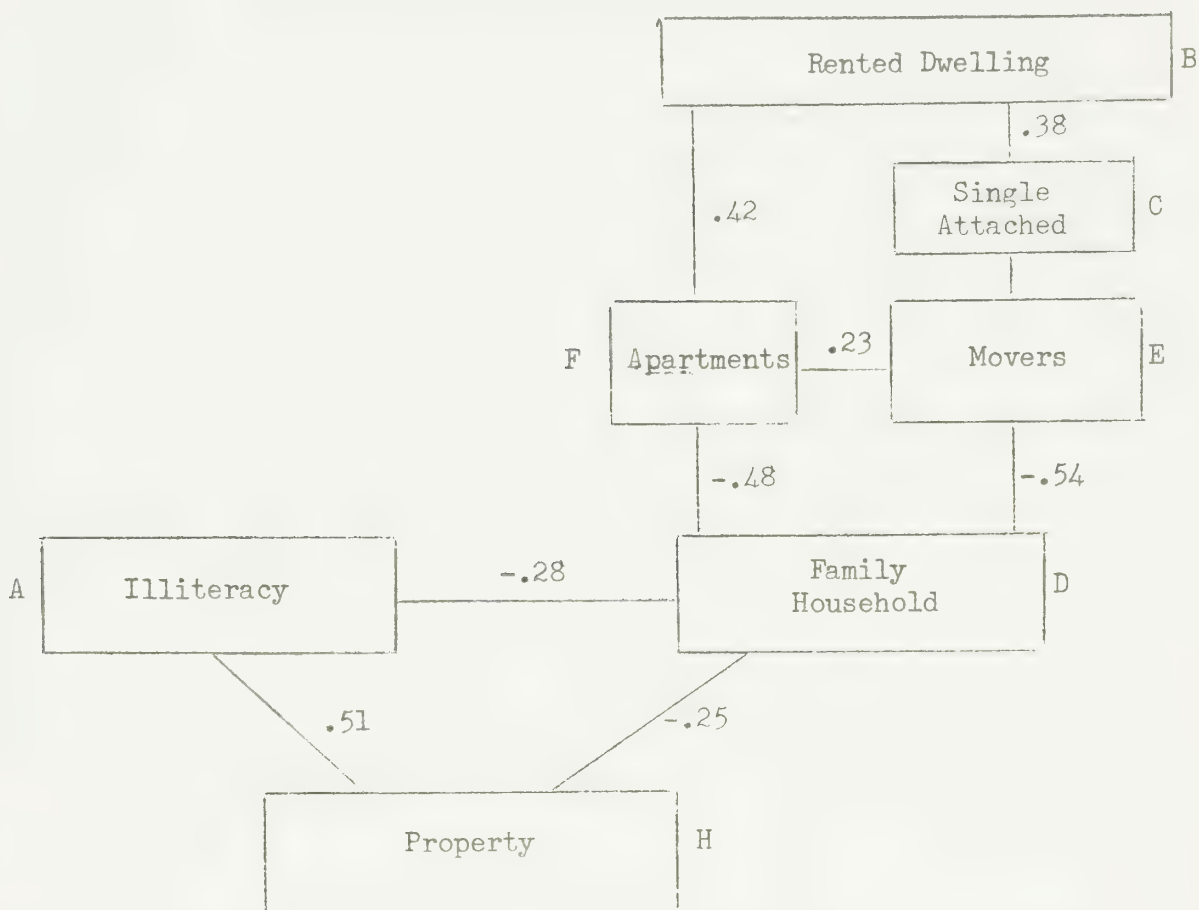 Rented Dwelling
B
.38
Single
Attached
C
.42
F
Apartments
.23
Movers
E
-.48
-.54
A
Illiteracy
-.28
Family
Household
D
.51
-.25
Property
H